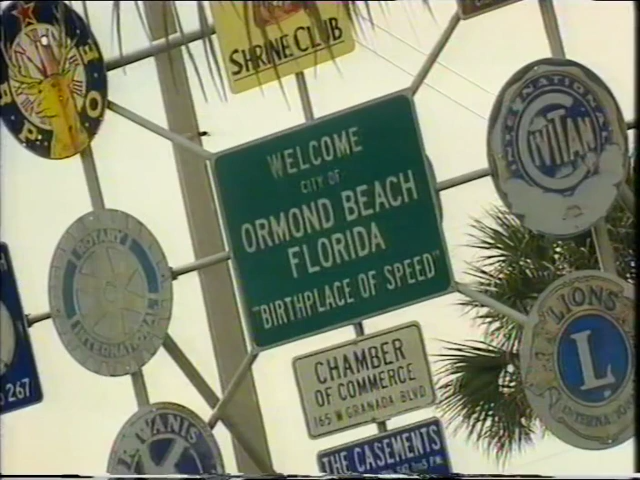 SHRINE CLUB
B.P.O.E.
INTERNATIONAL
CIVITAN
WELCOME
CITY OF
ORMOND BEACH
FLORIDA
"BIRTHPLACE OF SPEED"
ROTARY
INTERNATIONAL
267
CHAMBER
OF COMMERCE
165 W GRANADA BLVD
LIONS
L
INTERNATIONAL
KIWANIS
K
THE CASEMENTS